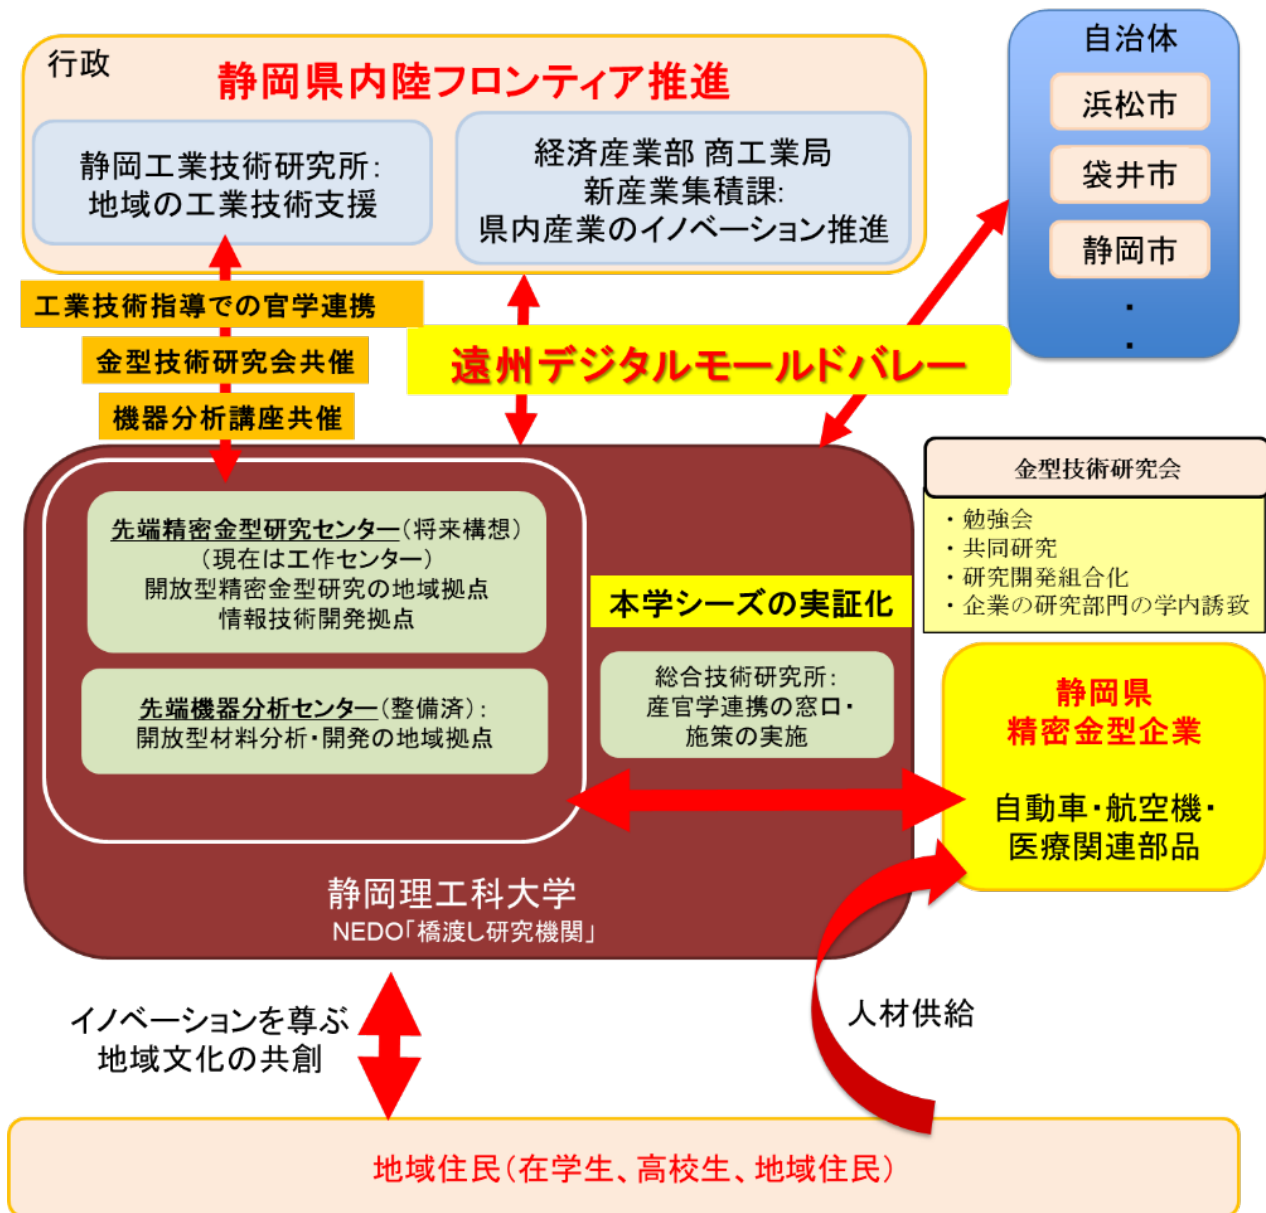 行政
静岡県内陸フロンティア推進
静岡工業技術研究所:
地域の工業技術支援
経済産業部 商工業局
新産業集積課:
県内産業のイノベーション推進
自治体
浜松市
袋井市
静岡市
・
・
工業技術指導での官学連携
金型技術研究会共催
機器分析講座共催
遠州デジタルモールドバレー
先端精密金型研究センター(将来構想)
(現在は工作センター)
開放型精密金型研究の地域拠点
情報技術開発拠点
先端機器分析センター(整備済):
開放型材料分析・開発の地域拠点
本学シーズの実証化
総合技術研究所:
産官学連携の窓口・
施策の実施
静岡理工科大学
NEDO「橋渡し研究機関」
金型技術研究会
・勉強会
・共同研究
・研究開発組合化
・企業の研究部門の学内誘致
静岡県
精密金型企業
自動車・航空機・
医療関連部品
イノベーションを尊ぶ
地域文化の共創
人材供給
地域住民(在学生、高校生、地域住民)